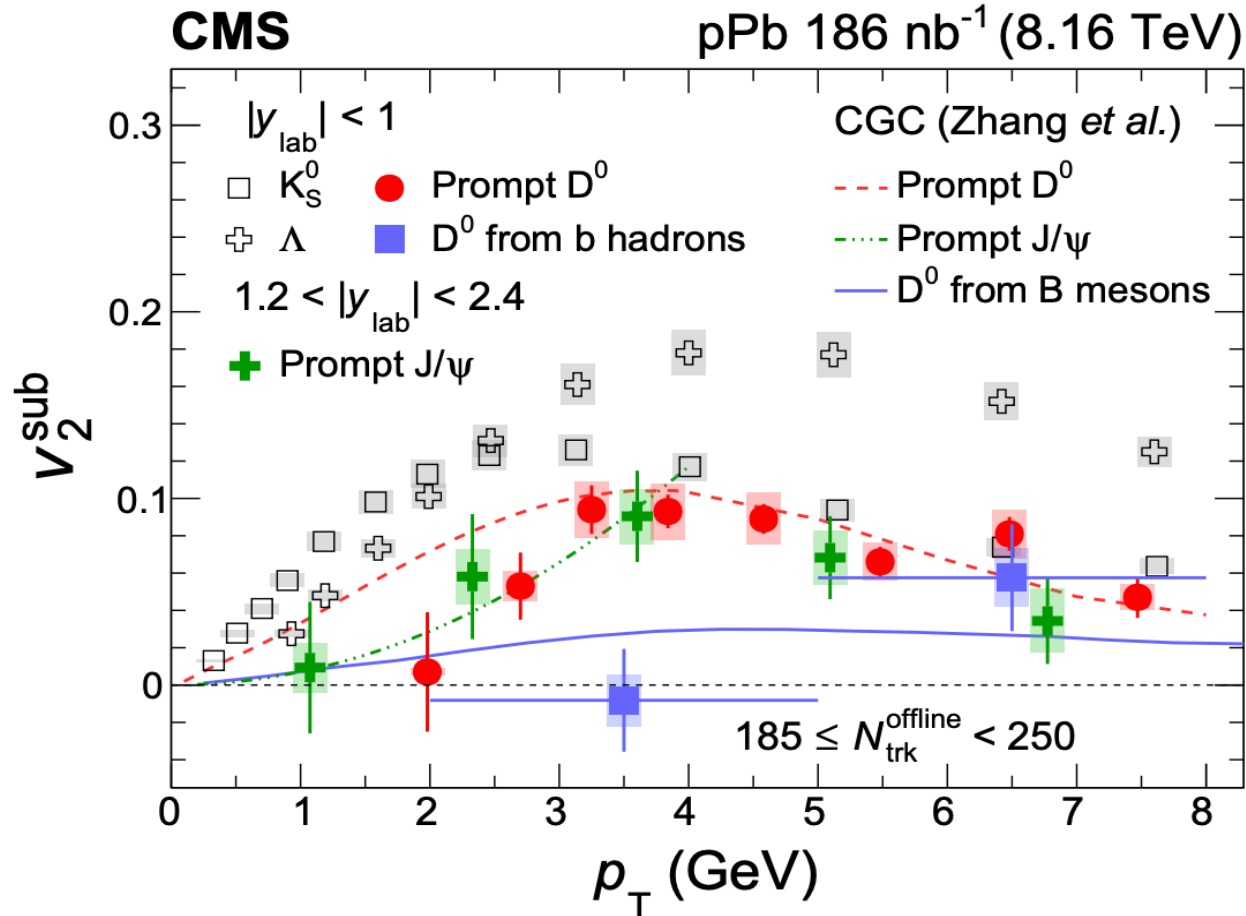 CMS pPb 186 nb⁻¹ (8.16 TeV)
|y_lab| < 1
K⁰_S
Prompt D⁰
Λ
D⁰ from b hadrons
1.2 < |y_lab| < 2.4
Prompt J/ψ
CGC (Zhang et al.)
Prompt D⁰
Prompt J/ψ
D⁰ from B mesons
185 ≤ N_trk^offline < 250
v₂^sub
0.3
0.2
0.1
0
0 1 2 3 4 5 6 7 8
p_T (GeV)